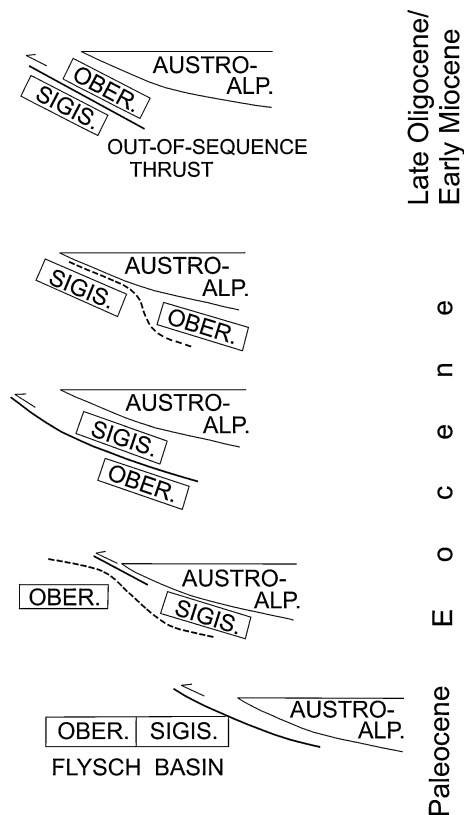 AUSTRO-
ALP.
OBER.
SIGIS.
OUT-OF-SEQUENCE
THRUST
Late Oligocene/
Early Miocene
AUSTRO-
ALP.
SIGIS.
OBER.
AUSTRO-
ALP.
SIGIS.
OBER.
Eocene
AUSTRO-
ALP.
OBER.
SIGIS.
AUSTRO-
ALP.
OBER. SIGIS.
FLYSCH BASIN
Paleocene